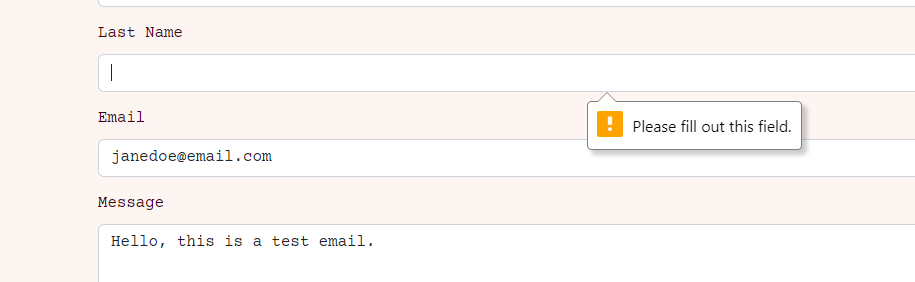 Last Name
Please fill out this field.
Email
janedoe@email.com
Message
Hello, this is a test email.